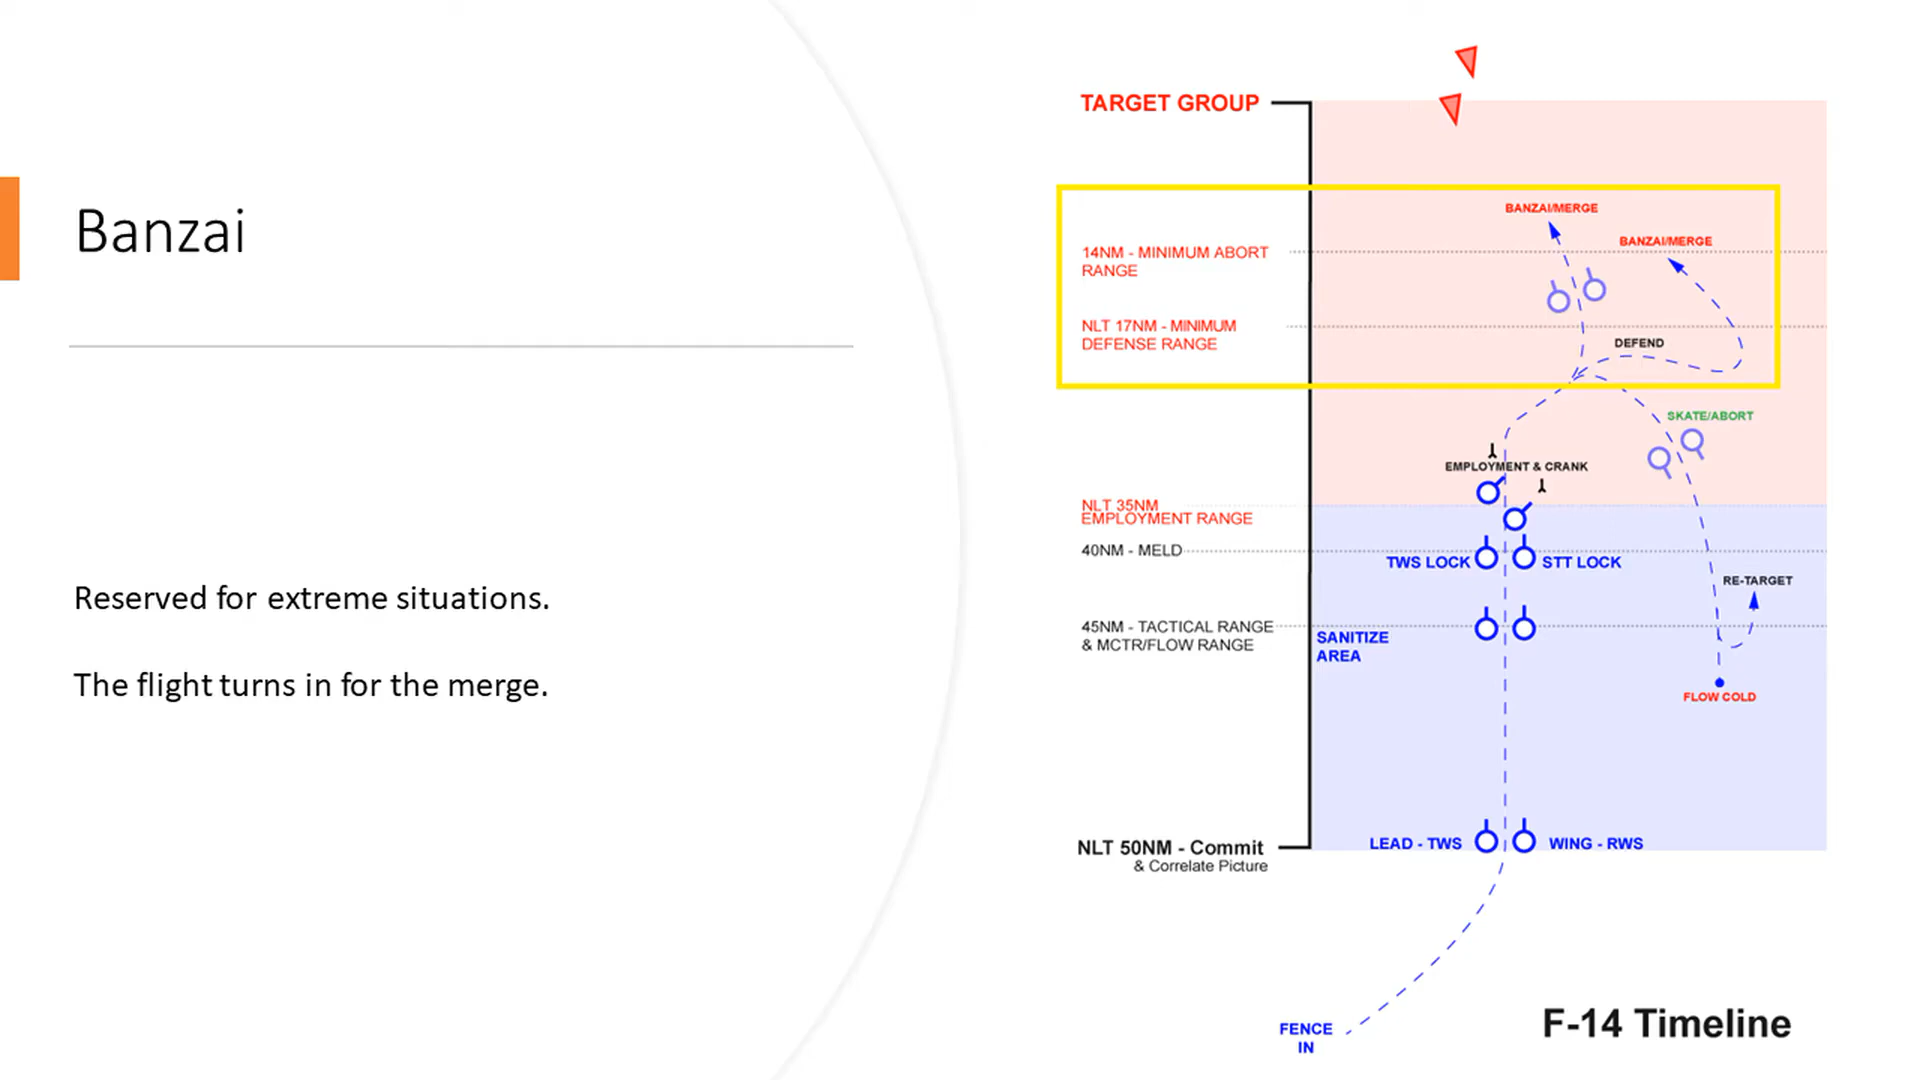 Banzai
Reserved for extreme situations.
The flight turns in for the merge.
TARGET GROUP
BANZAI/MERGE
BANZAI/MERGE
14NM - MINIMUM ABORT
RANGE
NLT 17NM - MINIMUM
DEFENSE RANGE
DEFEND
SKATE/ABORT
EMPLOYMENT & CRANK
NLT 35NM
EMPLOYMENT RANGE
40NM - MELD
TWS LOCK
STT LOCK
RE-TARGET
45NM - TACTICAL RANGE
& MCTR/FLOW RANGE
SANITIZE
AREA
FLOW COLD
NLT 50NM - Commit
& Correlate Picture
LEAD - TWS
WING - RWS
FENCE
IN
F-14 Timeline